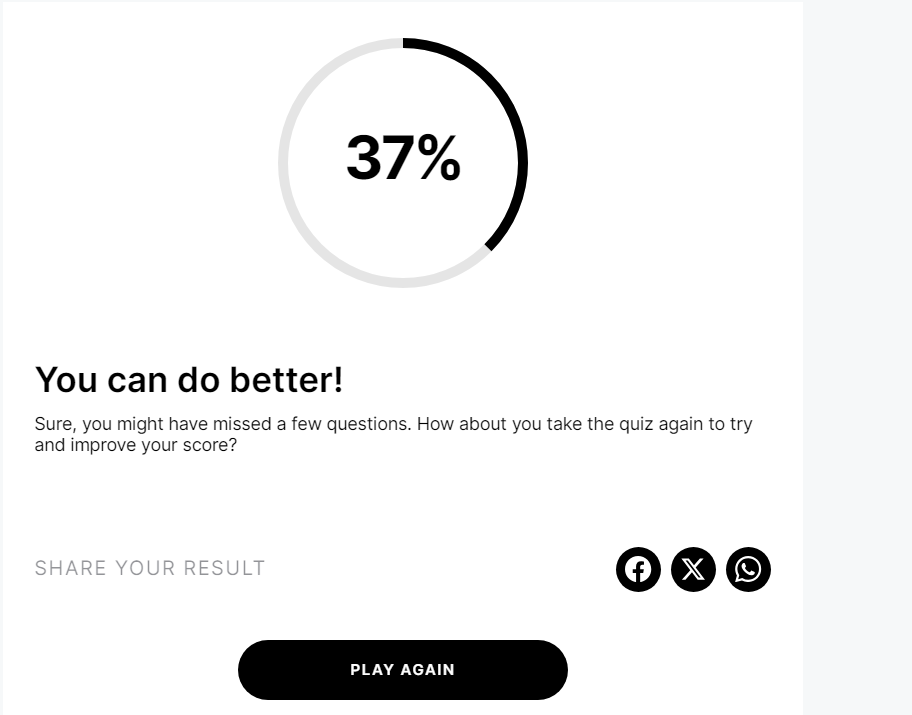 37%
You can do better!
Sure, you might have missed a few questions. How about you take the quiz again to try
and improve your score?
SHARE YOUR RESULT
PLAY AGAIN